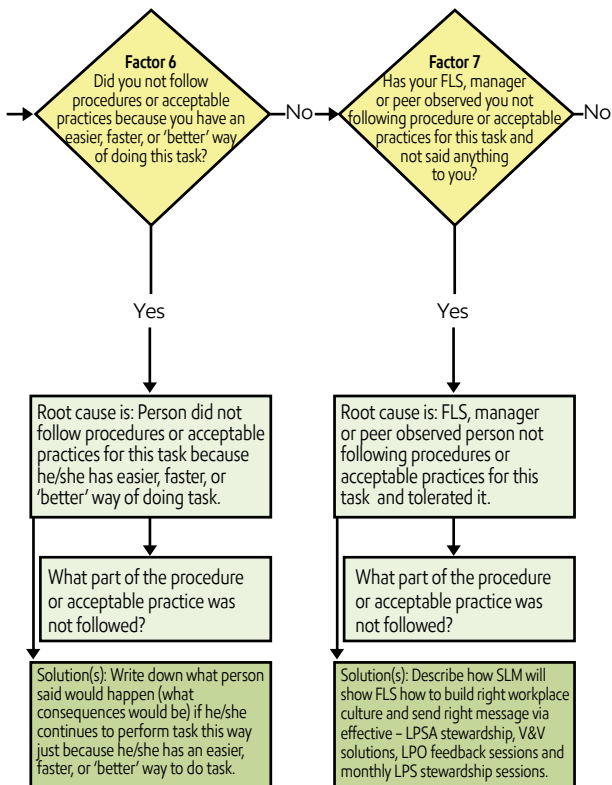 Factor 6
Did you not follow
procedures or acceptable
practices because you have an
easier, faster, or ‘better’ way
of doing this task?
No
Factor 7
Has your FLS, manager
or peer observed you not
following procedure or acceptable
practices for this task and
not said anything
to you?
No
Yes
Yes
Root cause is: Person did not
follow procedures or acceptable
practices for this task because
he/she has easier, faster, or
‘better’ way of doing task.
Root cause is: FLS, manager
or peer observed person not
following procedures or
acceptable practices for this
task and tolerated it.
What part of the procedure
or acceptable practice was
not followed?
What part of the procedure
or acceptable practice was
not followed?
Solution(s): Write down what person
said would happen (what
consequences would be) if he/she
continues to perform task this way
just because he/she has an easier,
faster, or ‘better’ way to do task.
Solution(s): Describe how SLM will
show FLS how to build right workplace
culture and send right message via
effective – LPSA stewardship, V&V
solutions, LPO feedback sessions and
monthly LPS stewardship sessions.